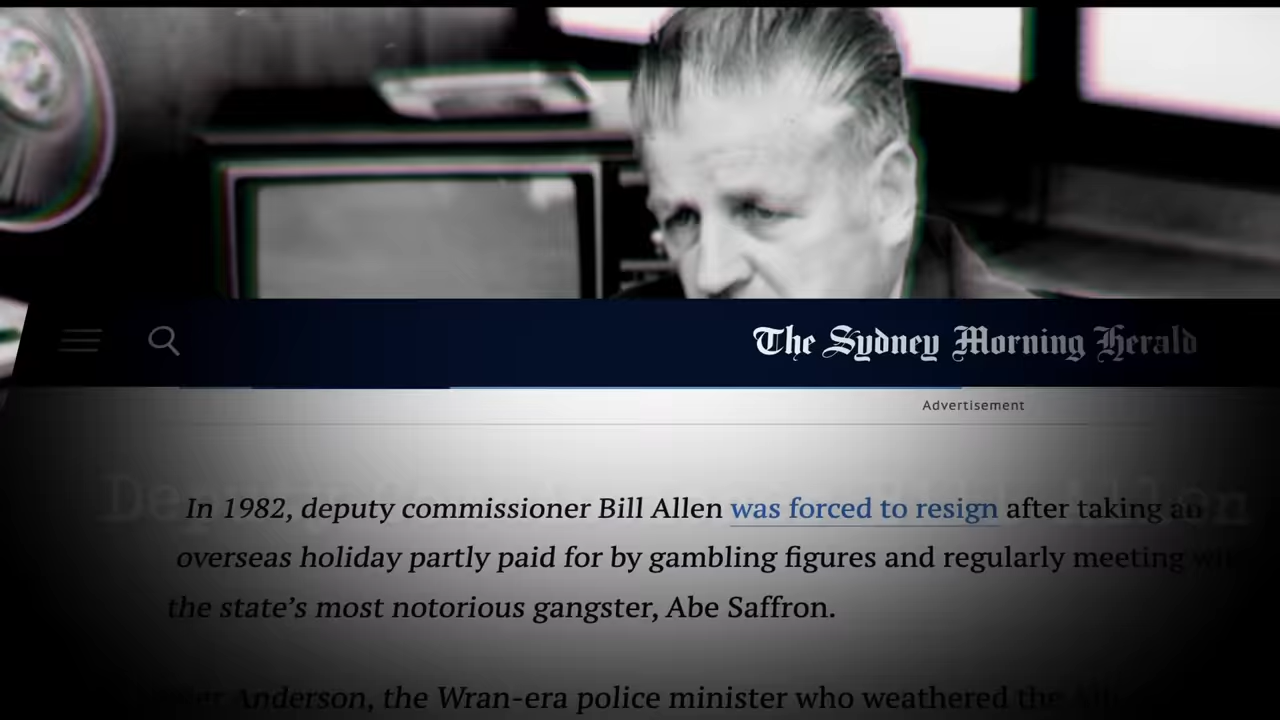 The Sydney Morning Herald
Advertisement
In 1982, deputy commissioner Bill Allen was forced to resign after taking an
overseas holiday partly paid for by gambling figures and regularly meeting
the state's most notorious gangster, Abe Saffron.
Anderson, the Wran-era police minister who weathered the